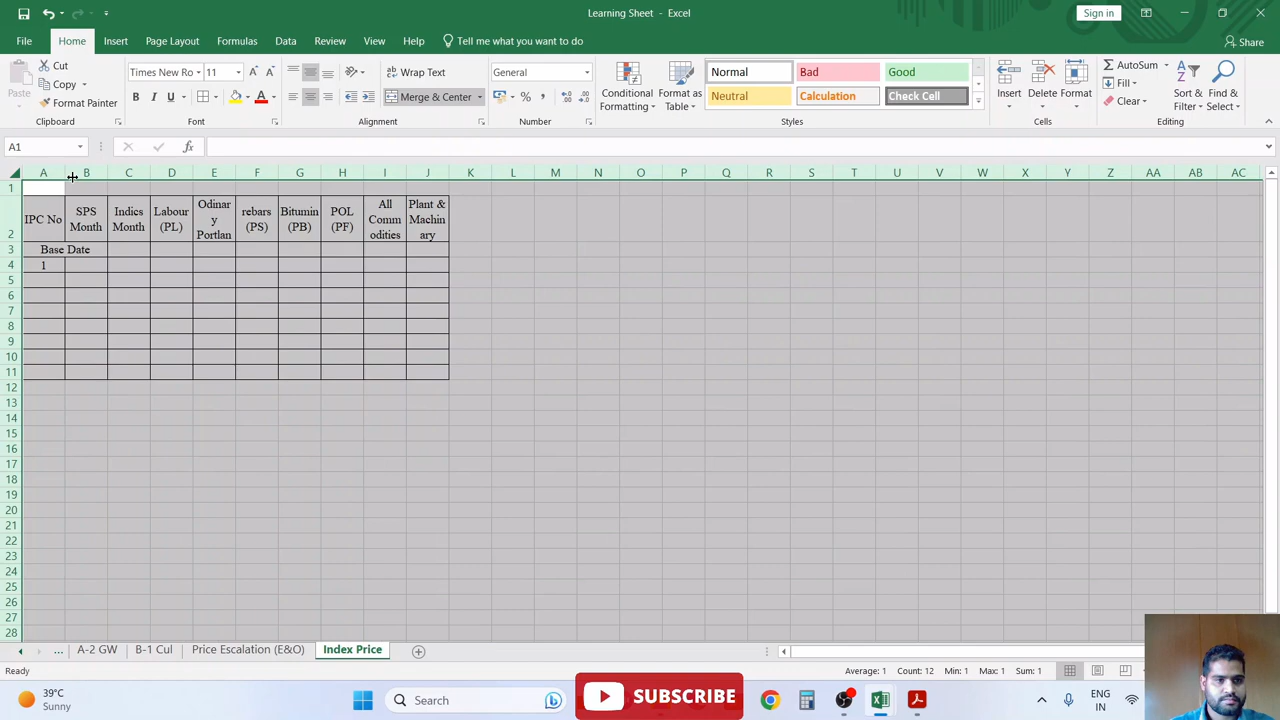 Learning Sheet - Excel
Sign in
File Home Insert Page Layout Formulas Data Review View Help Tell me what you want to do Share
Paste
Cut
Copy
Format Painter
Clipboard
Times New Ro 11
B I U
Font
Wrap Text
Merge & Center
Alignment
General
%
Number
Conditional
Formatting
Format as
Table
Normal Bad Good
Neutral Calculation Check Cell
Styles
Insert Delete Format
Cells
AutoSum
Fill
Clear
Sort &
Filter
Find &
Select
Editing
A1
fx
A B C D E F G H I J K L M N O P Q R S T U V W X Y Z AA AB AC
1
2 IPC No SPS Month Indics Month Labour (PL) Odinary Portlan rebars (PS) Bitumin (PB) POL (PF) All Commodities Plant & Machinary
3 Base Date
4 1
5
6
7
8
9
10
11
12
13
14
15
16
17
18
19
20
21
22
23
24
25
26
27
28
... A-2 GW B-1 Cul Price Escalation (E&O) Index Price
Ready Average: 1 Count: 12 Min: 1 Max: 1 Sum: 1
39°C
Sunny
Search
SUBSCRIBE
ENG
IN